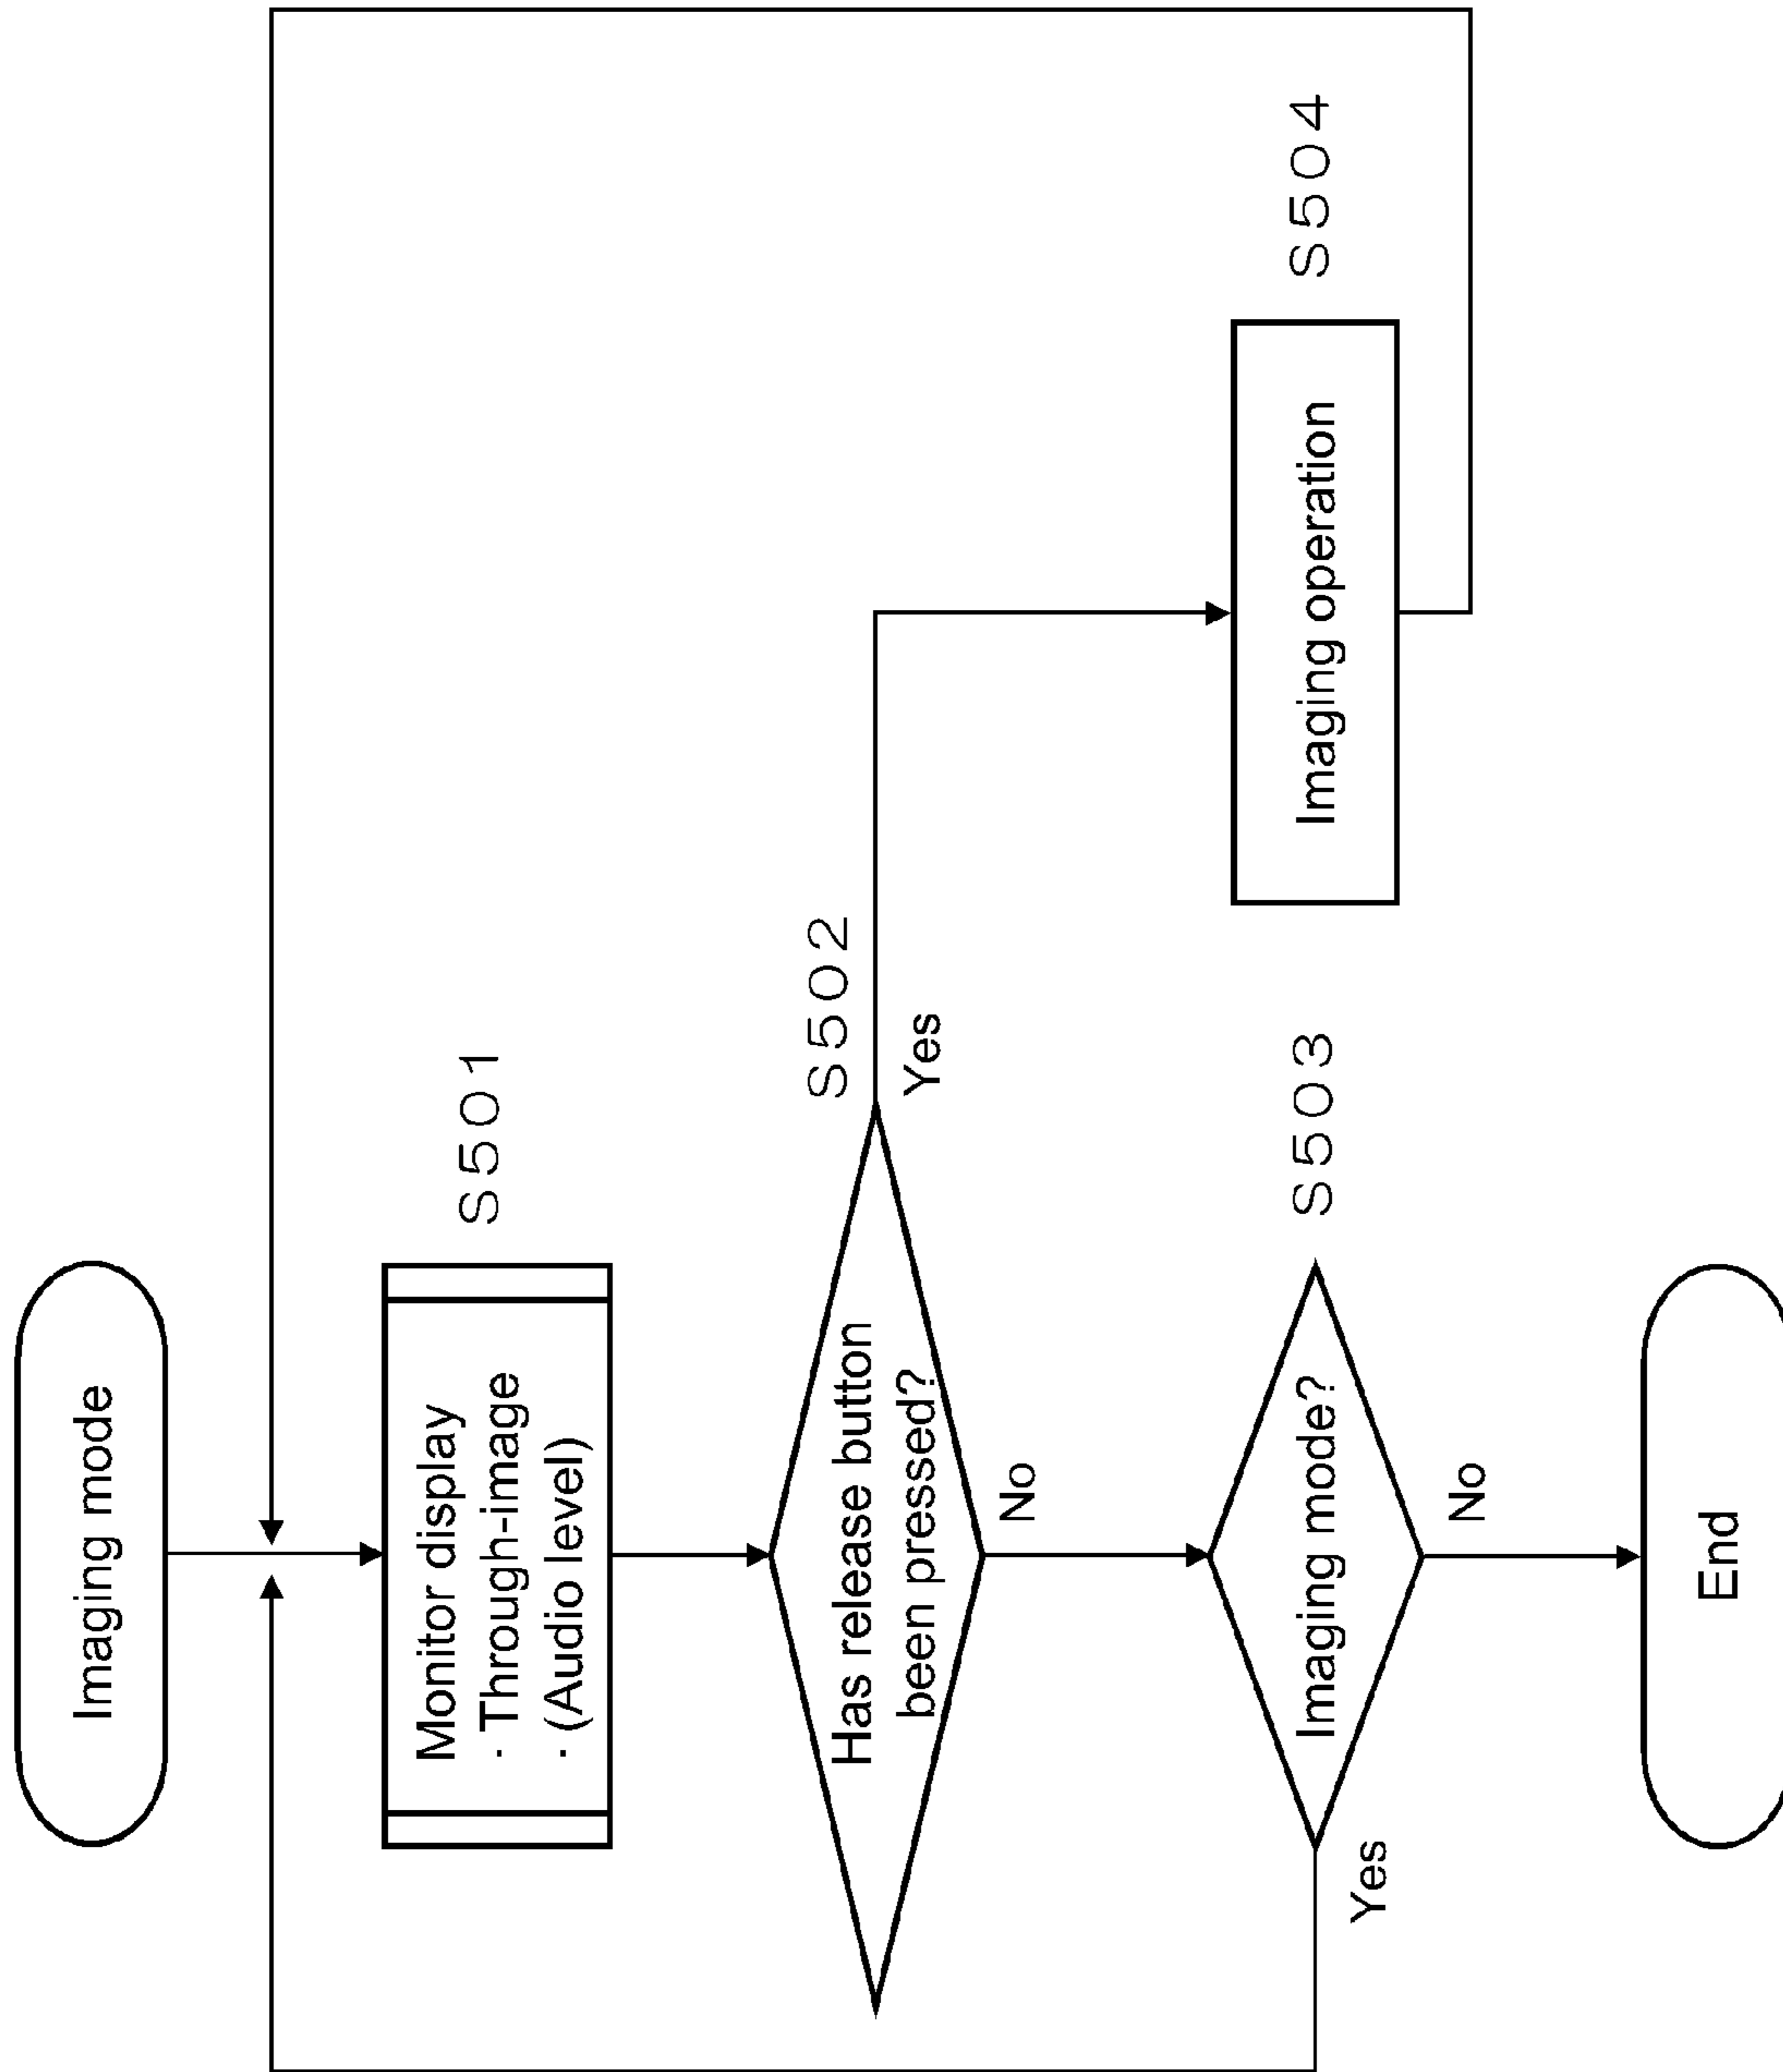 Imaging mode
S501
Monitor display
· Through-image
· (Audio level)
S502
Has release button
been pressed?
Yes
No
S503
Imaging mode?
Yes
No
S504
Imaging operation
End